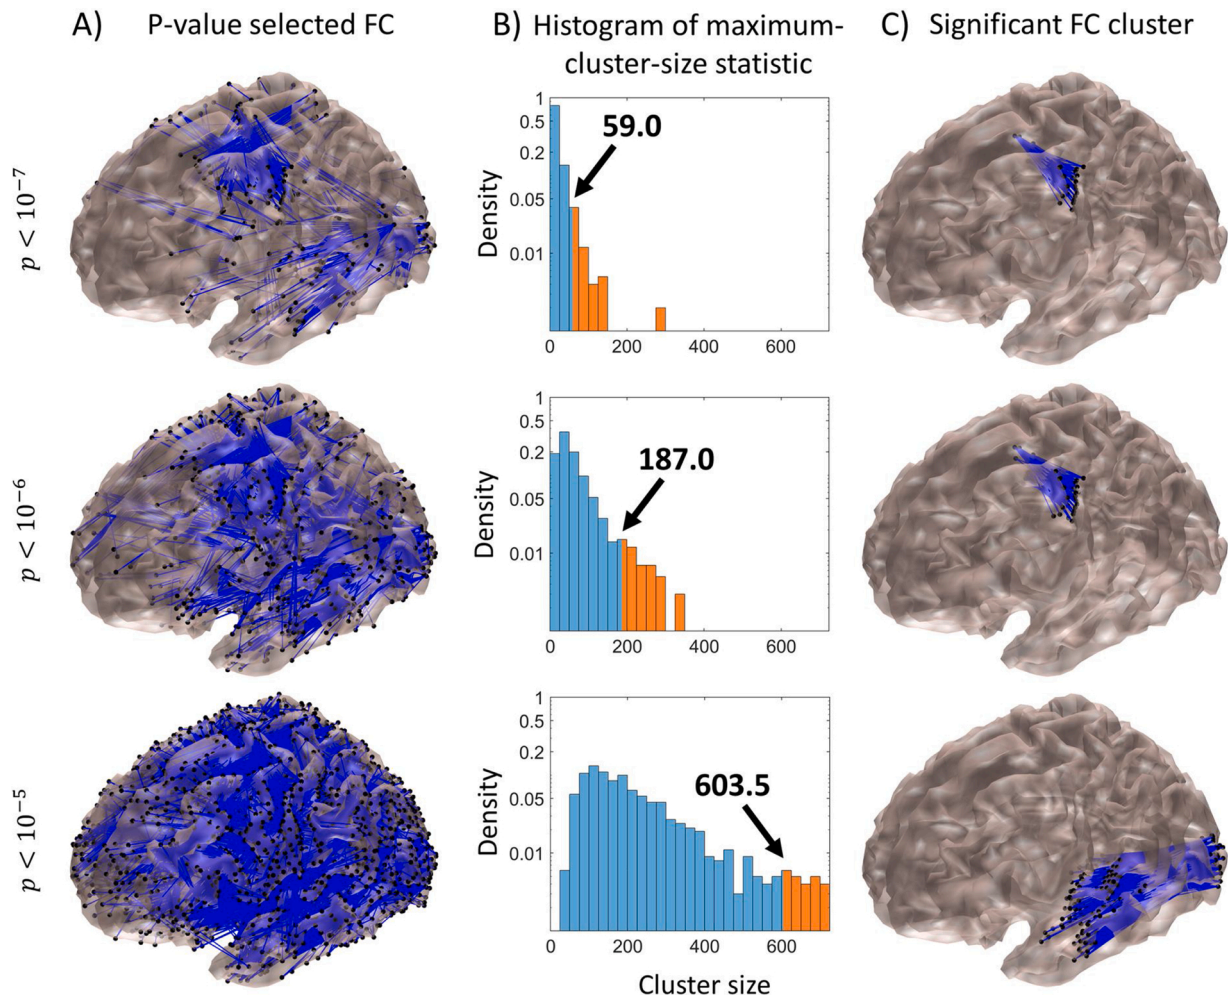 A) P-value selected FC
B) Histogram of maximum-
cluster-size statistic
C) Significant FC cluster
p < 10⁻⁷
Density
1
0.5
0.2
0.05
0.01
59.0
0 200 400 600
p < 10⁻⁶
Density
1
0.5
0.2
0.05
0.01
187.0
0 200 400 600
p < 10⁻⁵
Density
1
0.5
0.2
0.05
0.01
603.5
0 200 400 600
Cluster size